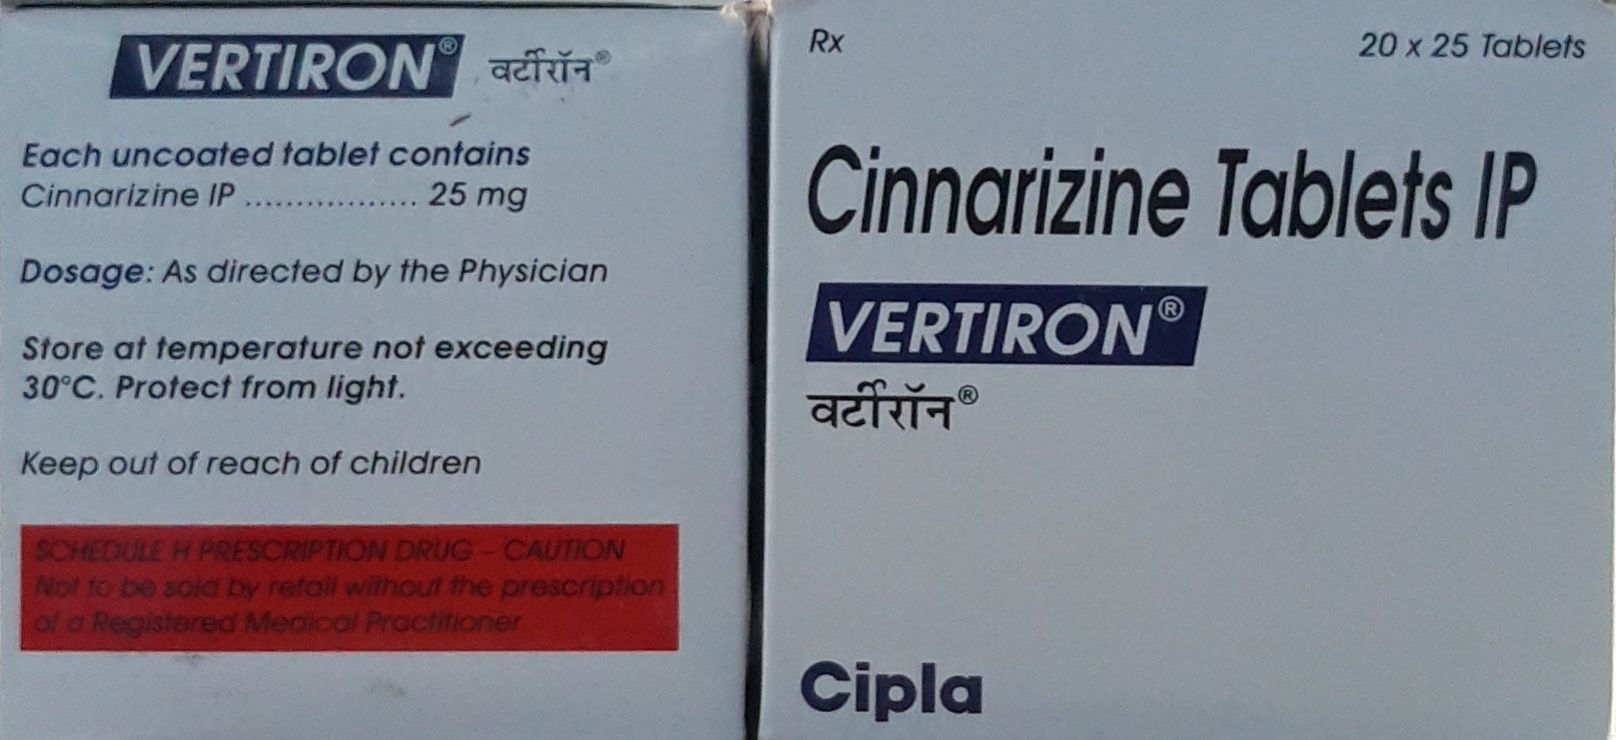 VERTIRON® वर्टीरॉन®
Each uncoated tablet contains
Cinnarizine IP ................. 25 mg
Dosage: As directed by the Physician
Store at temperature not exceeding
30°C. Protect from light.
Keep out of reach of children
SCHEDULE H PRESCRIPTION DRUG – CAUTION
Not to be sold by retail without the prescription
of a Registered Medical Practitioner
Rx 20 x 25 Tablets
Cinnarizine Tablets IP
VERTIRON®
वर्टीरॉन®
Cipla